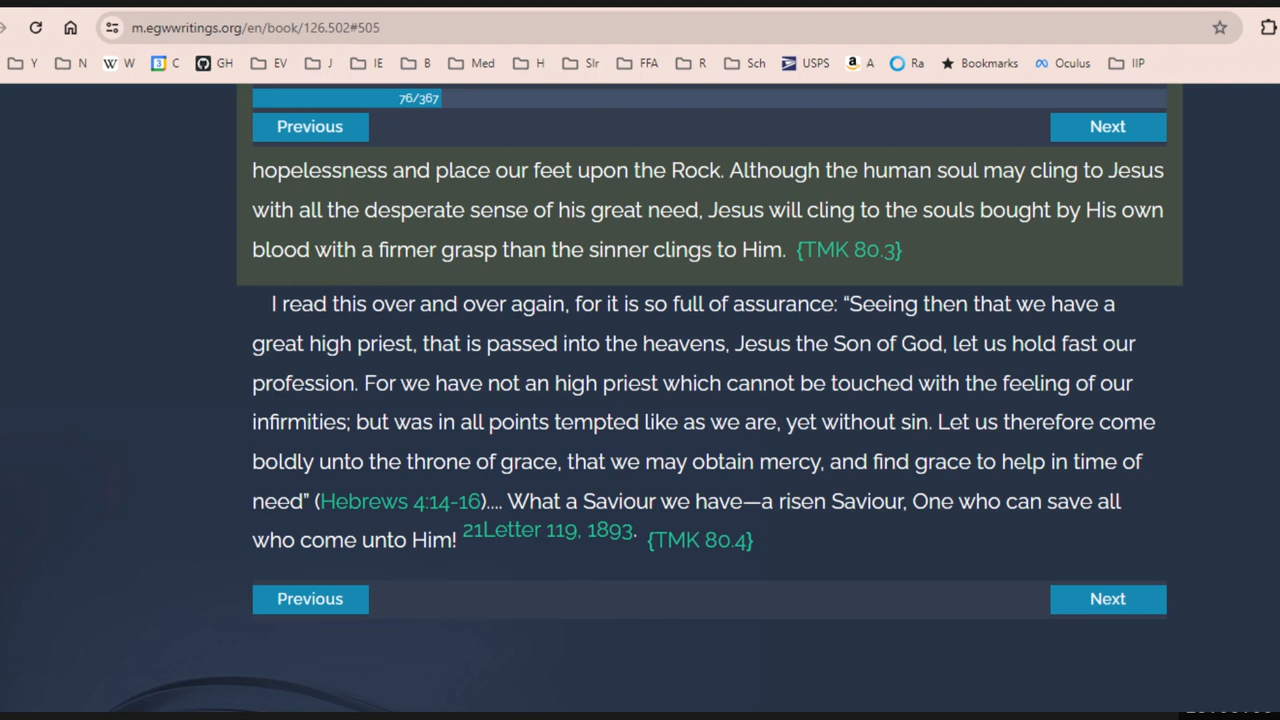 m.egwwritings.org/en/book/126.502#505
Y N W C GH EV J IE B Med H Slr FFA R Sch USPS A Ra Bookmarks Oculus IIP
76/367
Previous Next
hopelessness and place our feet upon the Rock. Although the human soul may cling to Jesus
with all the desperate sense of his great need, Jesus will cling to the souls bought by His own
blood with a firmer grasp than the sinner clings to Him. {TMK 80.3}
I read this over and over again, for it is so full of assurance: “Seeing then that we have a
great high priest, that is passed into the heavens, Jesus the Son of God, let us hold fast our
profession. For we have not an high priest which cannot be touched with the feeling of our
infirmities; but was in all points tempted like as we are, yet without sin. Let us therefore come
boldly unto the throne of grace, that we may obtain mercy, and find grace to help in time of
need” (Hebrews 4:14-16).... What a Saviour we have—a risen Saviour, One who can save all
who come unto Him! 21Letter 119, 1893. {TMK 80.4}
Previous Next